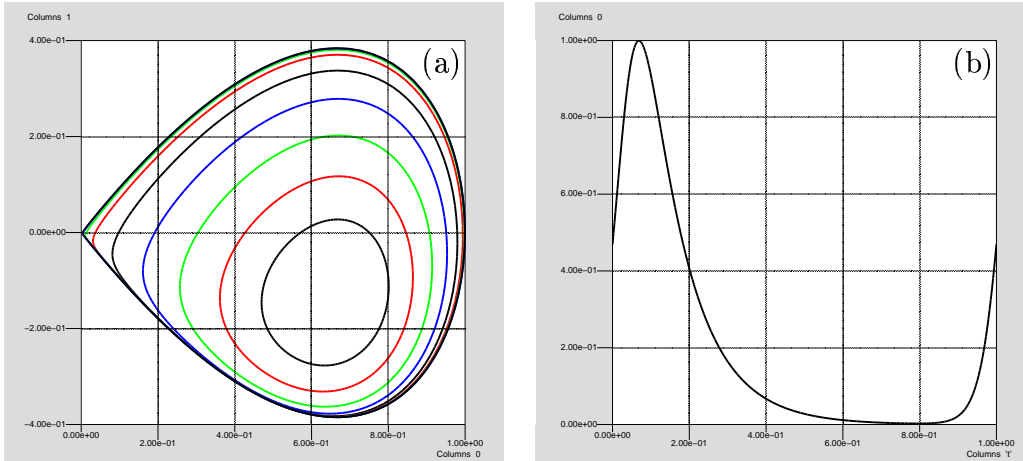 Columns 1
4.00e−01
2.00e−01
0.00e+00
−2.00e−01
−4.00e−01
0.00e+00 2.00e−01 4.00e−01 6.00e−01 8.00e−01 1.00e+00
Columns 0
(a)
Columns 0
1.00e+00
8.00e−01
6.00e−01
4.00e−01
2.00e−01
0.00e+00
0.00e+00 2.00e−01 4.00e−01 6.00e−01 8.00e−01 1.00e+00
Columns 't'
(b)